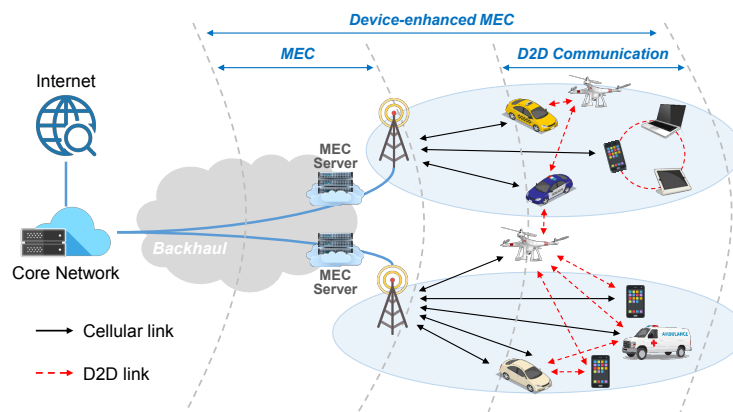 Device-enhanced MEC
MEC
D2D Communication
Internet
MEC
Server
Backhaul
Core Network
MEC
Server
AMBULANCE
Cellular link
D2D link